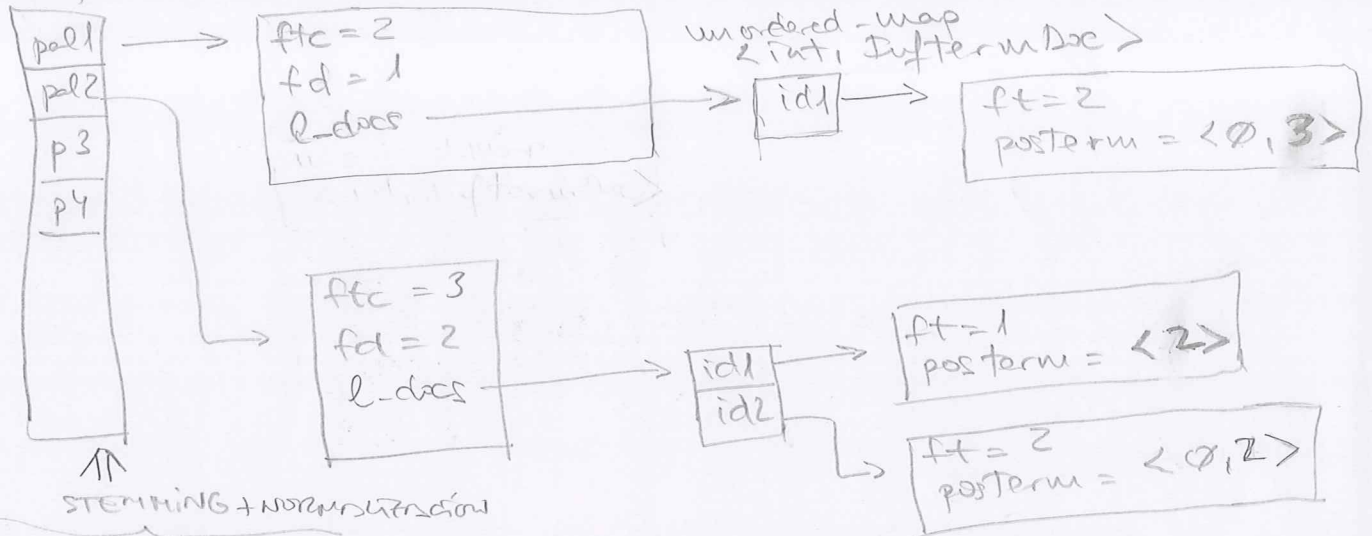 pal1
pal2
p3
p4
ftc = 2
fd = 1
l_docs
unordered_map
<int, InfTermDoc>
id1
ft = 2
posterm = <0, 3>
ftc = 3
fd = 2
l_docs
id1
id2
ft = 1
posterm = <2>
ft = 2
posterm = <0, 2>
STEMMING + NORMALIZACIÓN